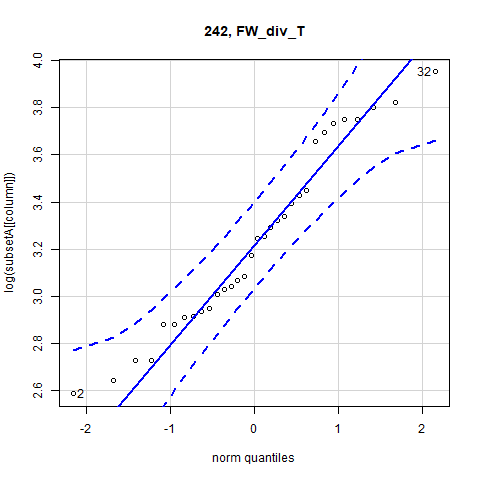 242, FW_div_T
log(subsetA[[column]])
4.0
3.8
3.6
3.4
3.2
3.0
2.8
2.6
32
2
-2 -1 0 1 2
norm quantiles